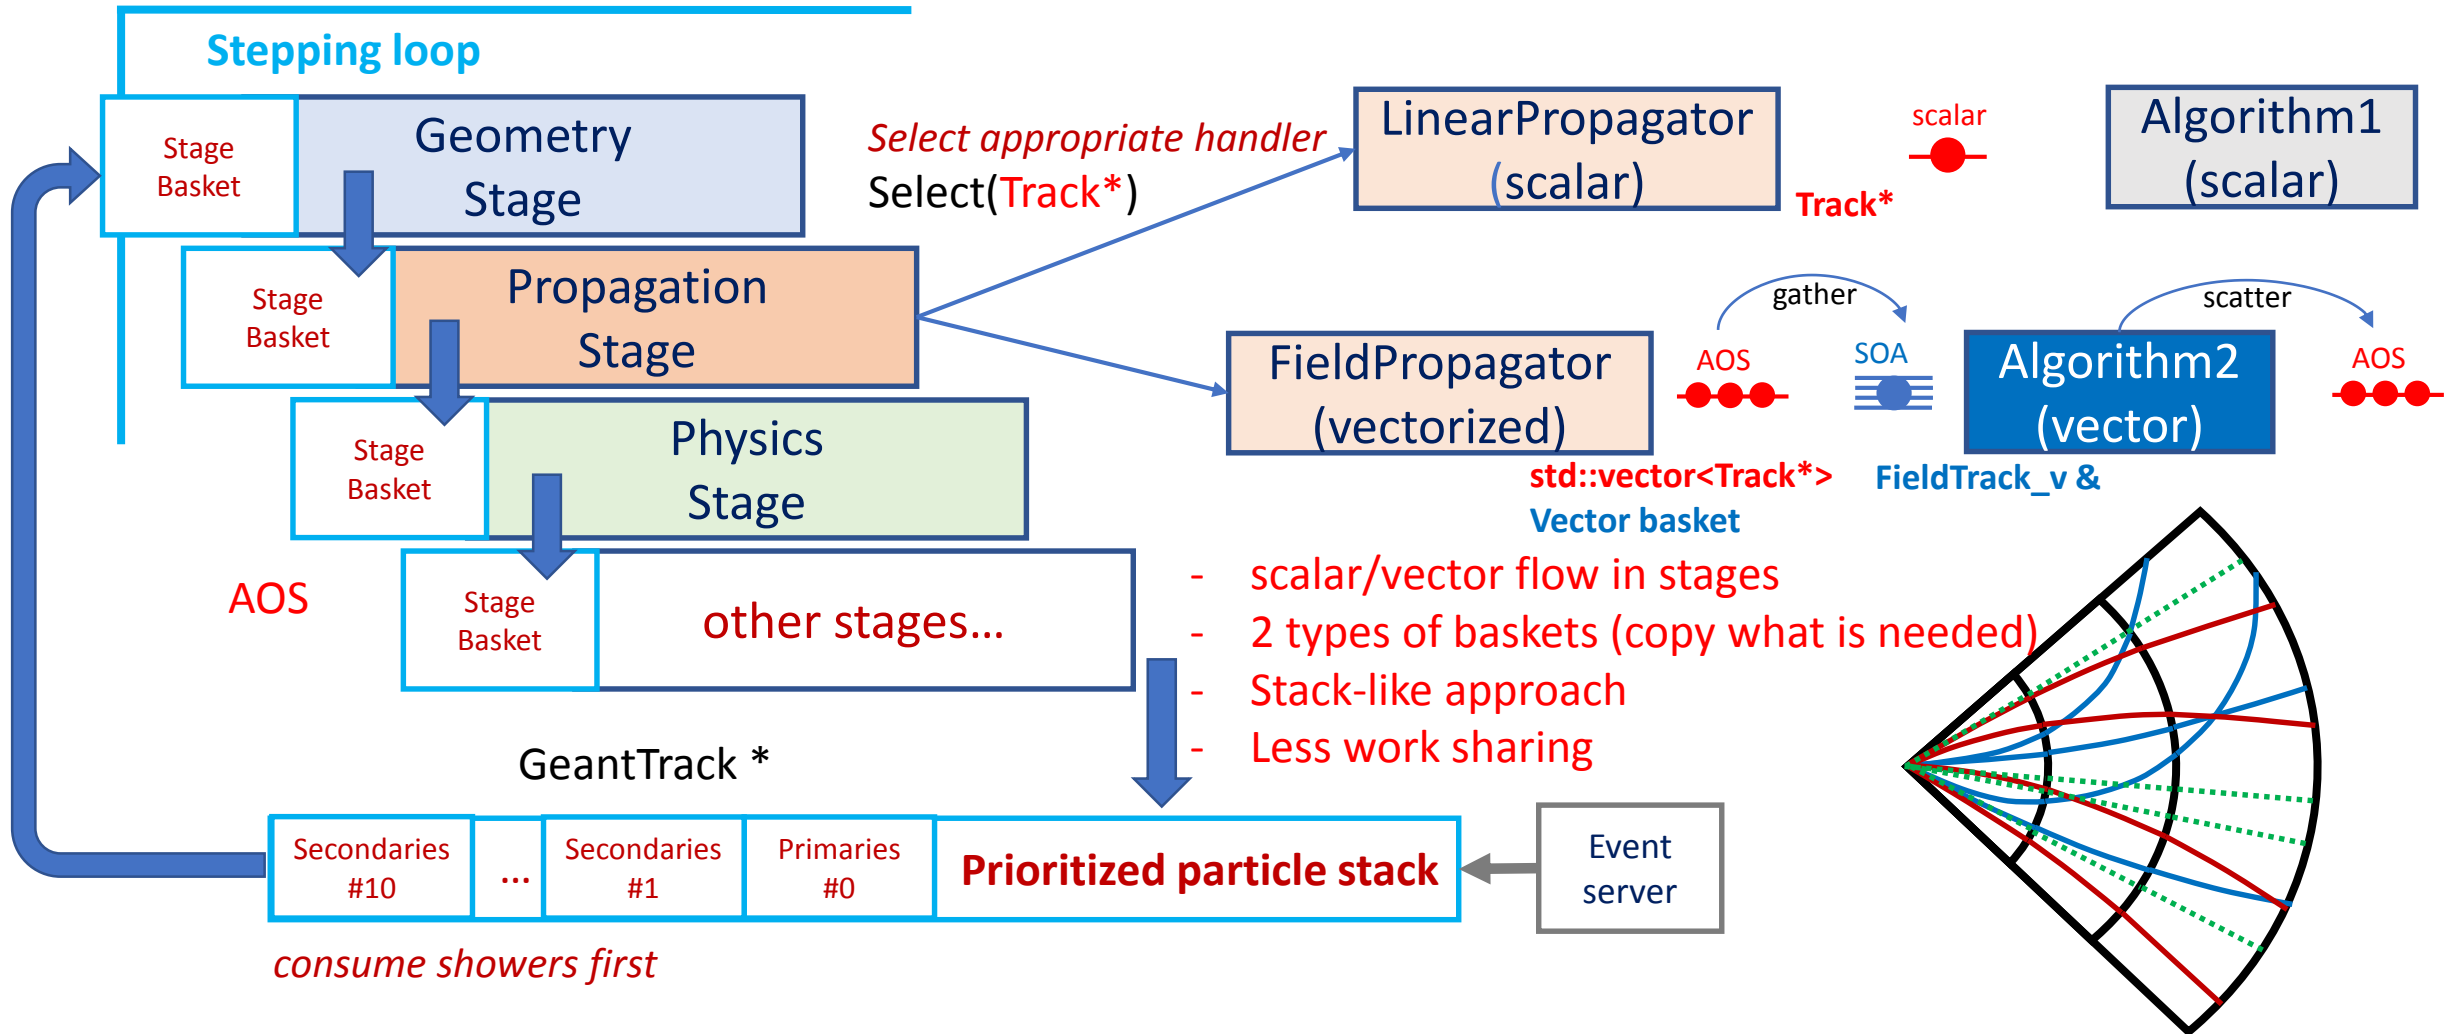 Stepping loop
Stage
Basket
Geometry
Stage
Stage
Basket
Propagation
Stage
Stage
Basket
Physics
Stage
Stage
Basket
other stages...
AOS
Select appropriate handler
Select(Track*)
LinearPropagator
(scalar)
Track*
scalar
Algorithm1
(scalar)
FieldPropagator
(vectorized)
gather
AOS
SOA
Algorithm2
(vector)
scatter
AOS
std::vector<Track*>
Vector basket
FieldTrack_v &
- scalar/vector flow in stages
- 2 types of baskets (copy what is needed)
- Stack-like approach
- Less work sharing
GeantTrack *
Secondaries
#10
...
Secondaries
#1
Primaries
#0
Prioritized particle stack
Event
server
consume showers first